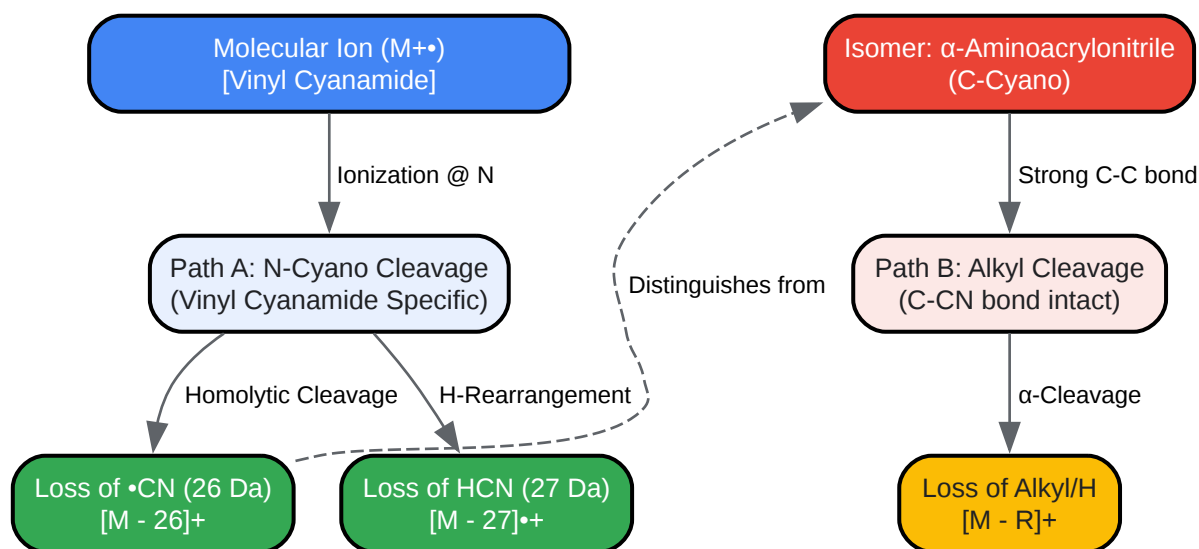 Molecular Ion (M+•)
[Vinyl Cyanamide]
Isomer: α-Aminoacrylonitrile
(C-Cyano)
Ionization @ N
Strong C-C bond
Path A: N-Cyano Cleavage
(Vinyl Cyanamide Specific)
Distinguishes from
Path B: Alkyl Cleavage
(C-CN bond intact)
Homolytic Cleavage
H-Rearrangement
α-Cleavage
Loss of •CN (26 Da)
[M - 26]+
Loss of HCN (27 Da)
[M - 27]•+
Loss of Alkyl/H
[M - R]+